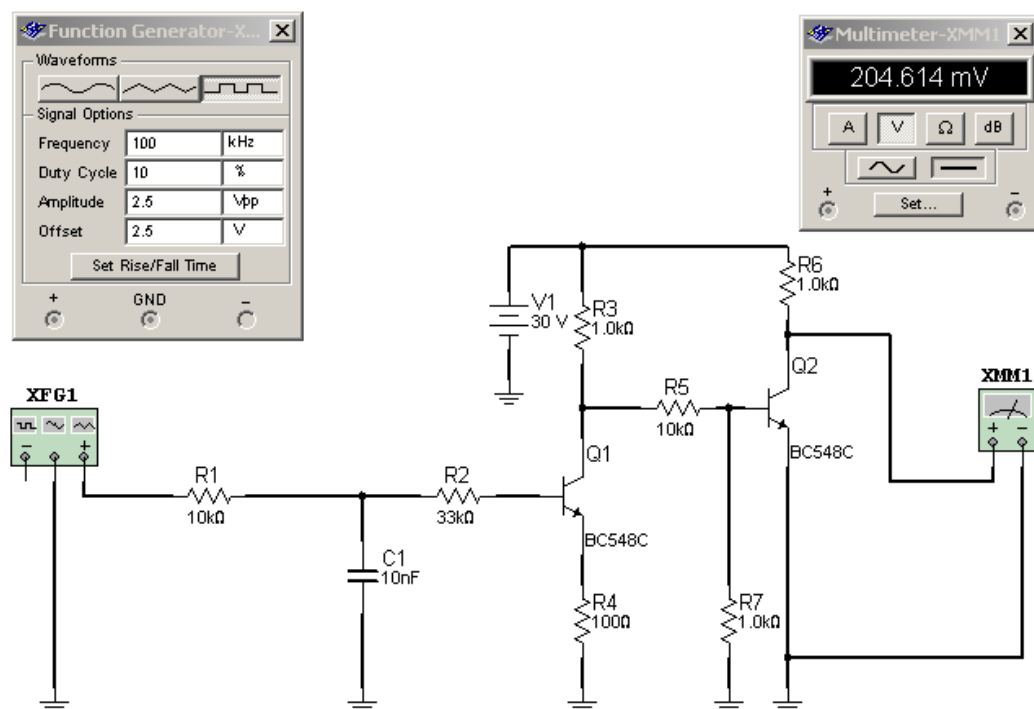 Function Generator-X...
Waveforms
Signal Options
Frequency 100 kHz
Duty Cycle 10 %
Amplitude 2.5 Vpp
Offset 2.5 V
Set Rise/Fall Time
+ GND −
Multimeter-XMM1
204.614 mV
A V Ω dB
+ Set... −
R6
1.0kΩ
V1
30 V
R3
1.0kΩ
Q2
XFG1
XMM1
R5
10kΩ
+ −
BC548C
− +
R1
10kΩ
R2
33kΩ
Q1
BC548C
C1
10nF
R4
100Ω
R7
1.0kΩ